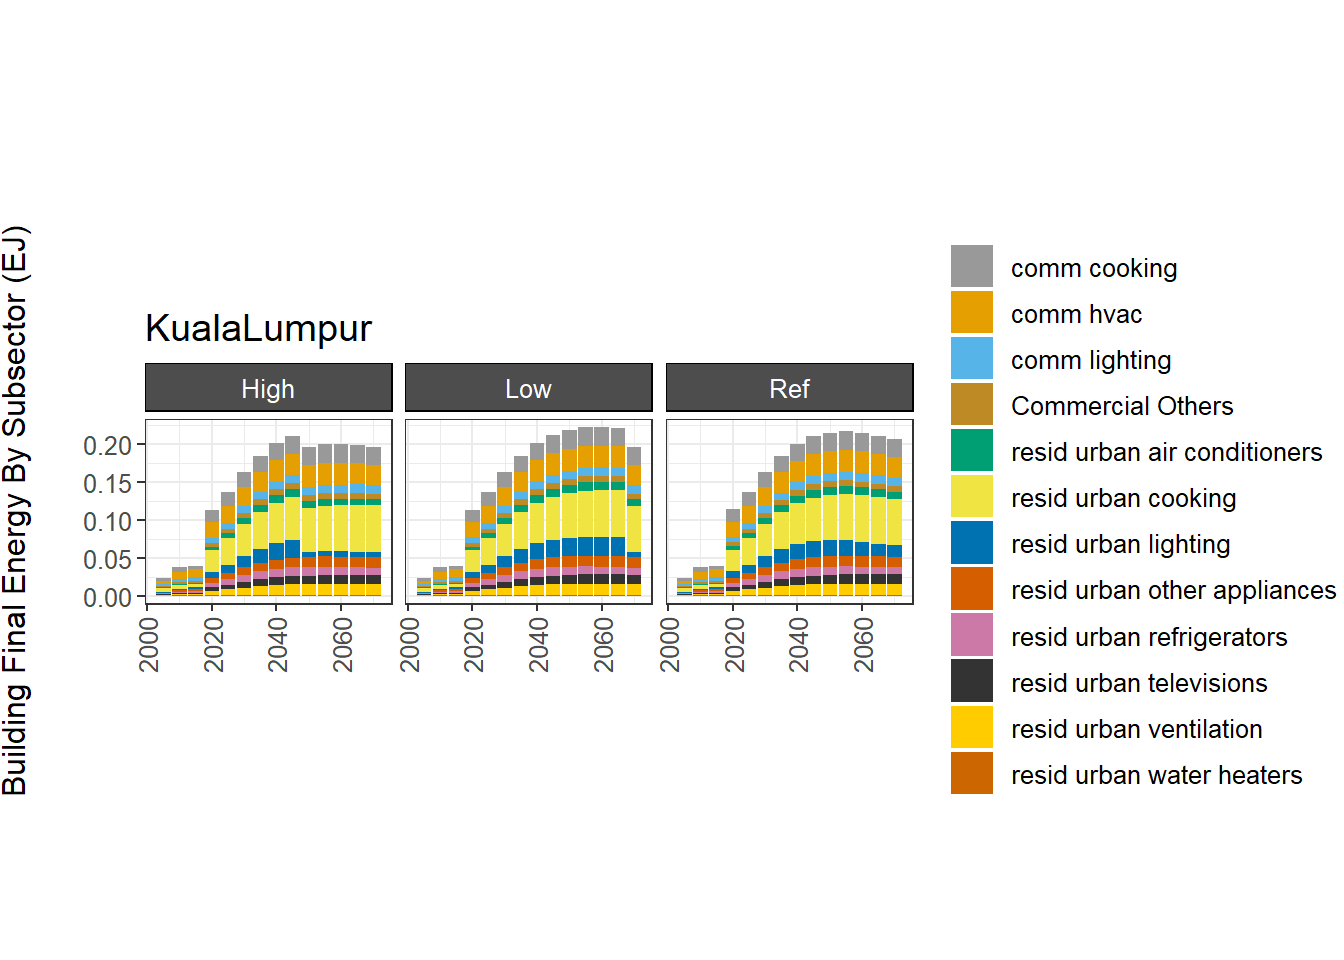 Building Final Energy By Subsector (EJ)
KualaLumpur
High
Low
Ref
0.20
0.15
0.10
0.05
0.00
2000
2020
2040
2060
2000
2020
2040
2060
2000
2020
2040
2060
comm cooking
comm hvac
comm lighting
Commercial Others
resid urban air conditioners
resid urban cooking
resid urban lighting
resid urban other appliances
resid urban refrigerators
resid urban televisions
resid urban ventilation
resid urban water heaters